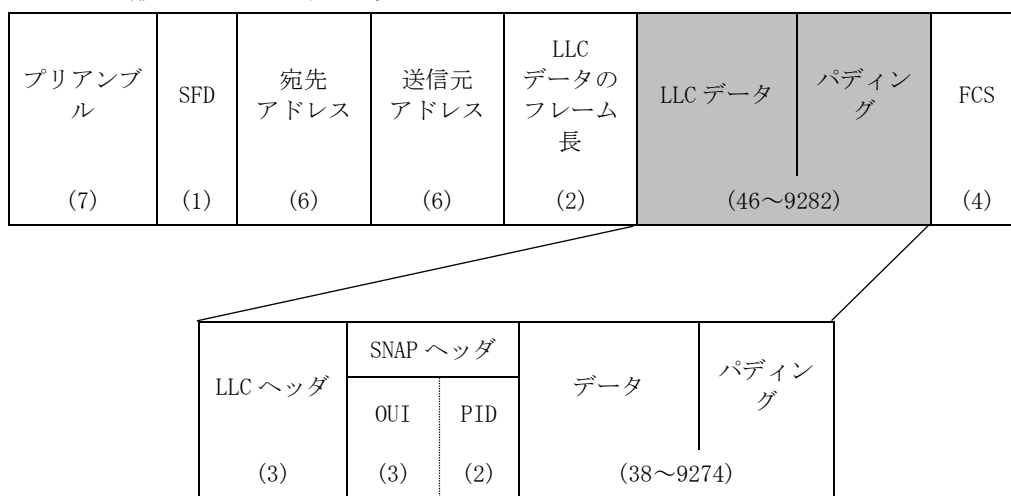 プリアンブ
ル
(7)
SFD
(1)
宛先
アドレス
(6)
送信元
アドレス
(6)
LLC
データの
フレーム
長
(2)
LLC データ
パディン
グ
(46～9282)
FCS
(4)
LLC ヘッダ
(3)
SNAP ヘッダ
OUI
(3)
PID
(2)
データ
パディン
グ
(38～9274)